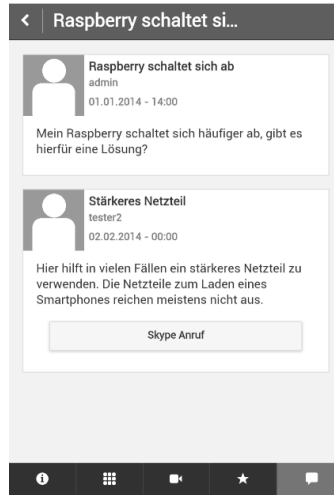 Raspberry schaltet si...
Raspberry schaltet sich ab
admin
01.01.2014 - 14:00
Mein Raspberry schaltet sich häufiger ab, gibt es
hierfür eine Lösung?
Stärkeres Netzteil
tester2
02.02.2014 - 00:00
Hier hilft in vielen Fällen ein stärkeres Netzteil zu
verwenden. Die Netzteile zum Laden eines
Smartphones reichen meistens nicht aus.
Skype Anruf